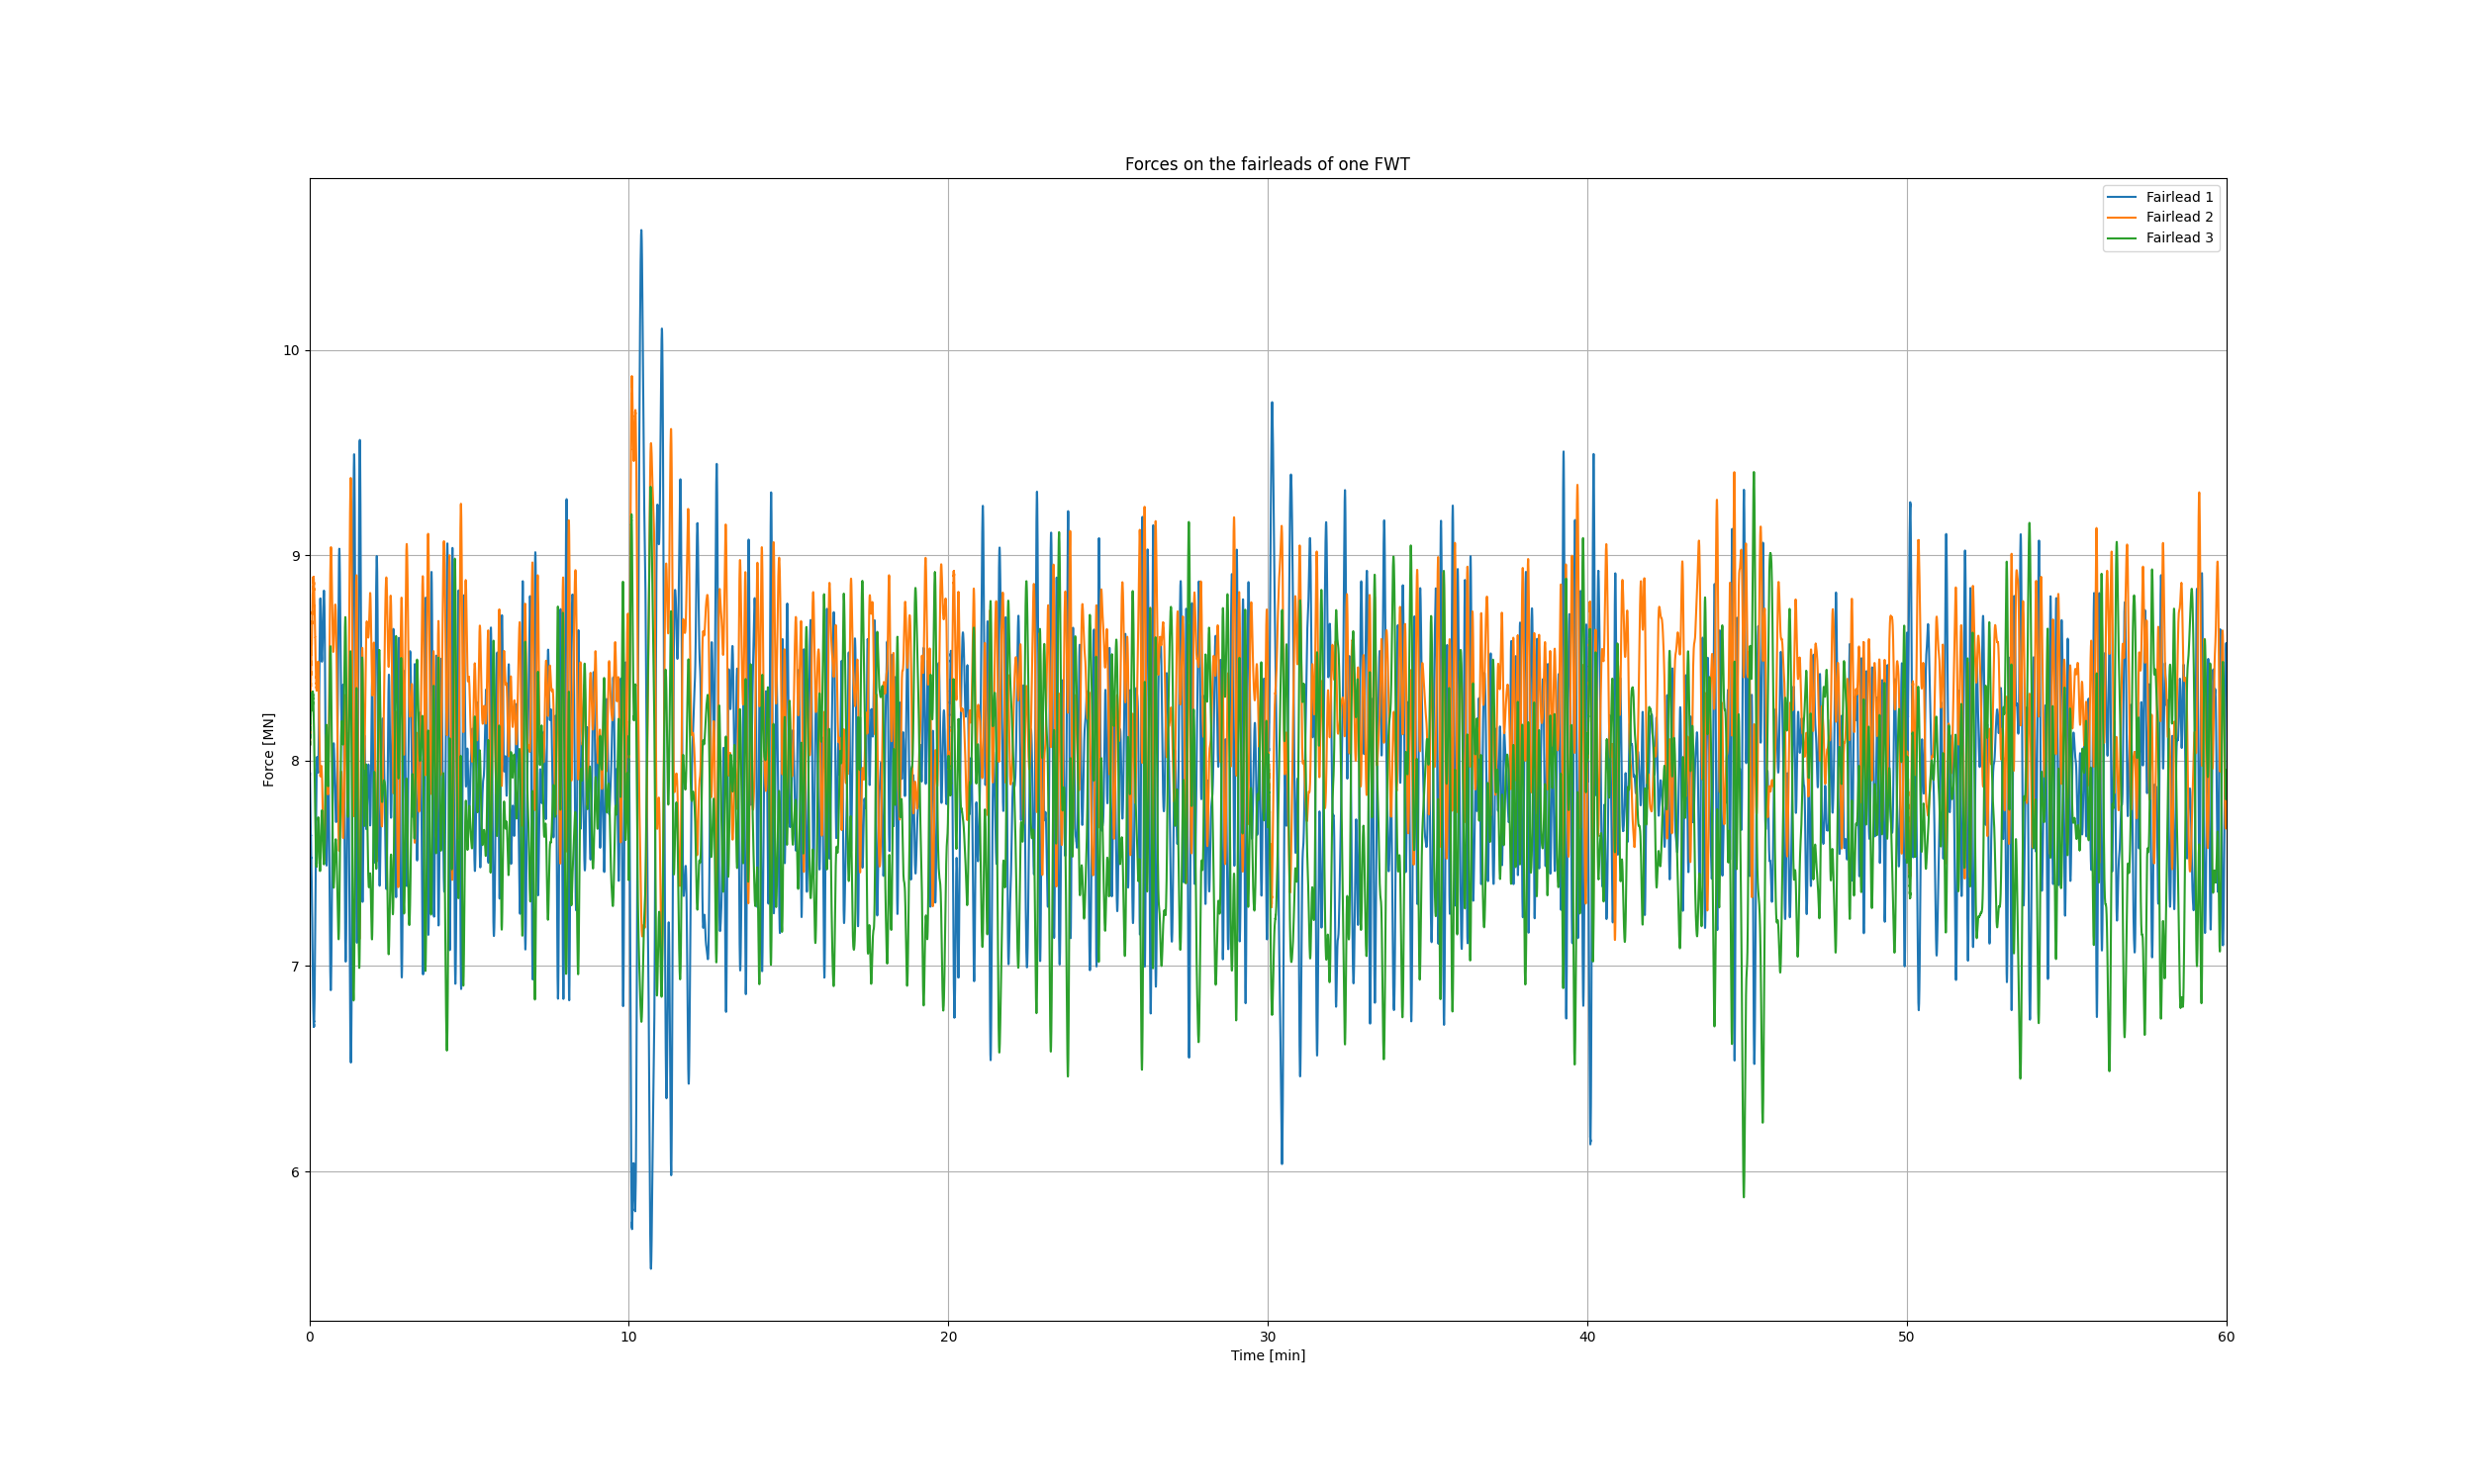 Forces on the fairleads of one FWT
Fairlead 1
Fairlead 2
Fairlead 3
Force [MN]
10
9
8
7
6
0 10 20 30 40 50 60
Time [min]